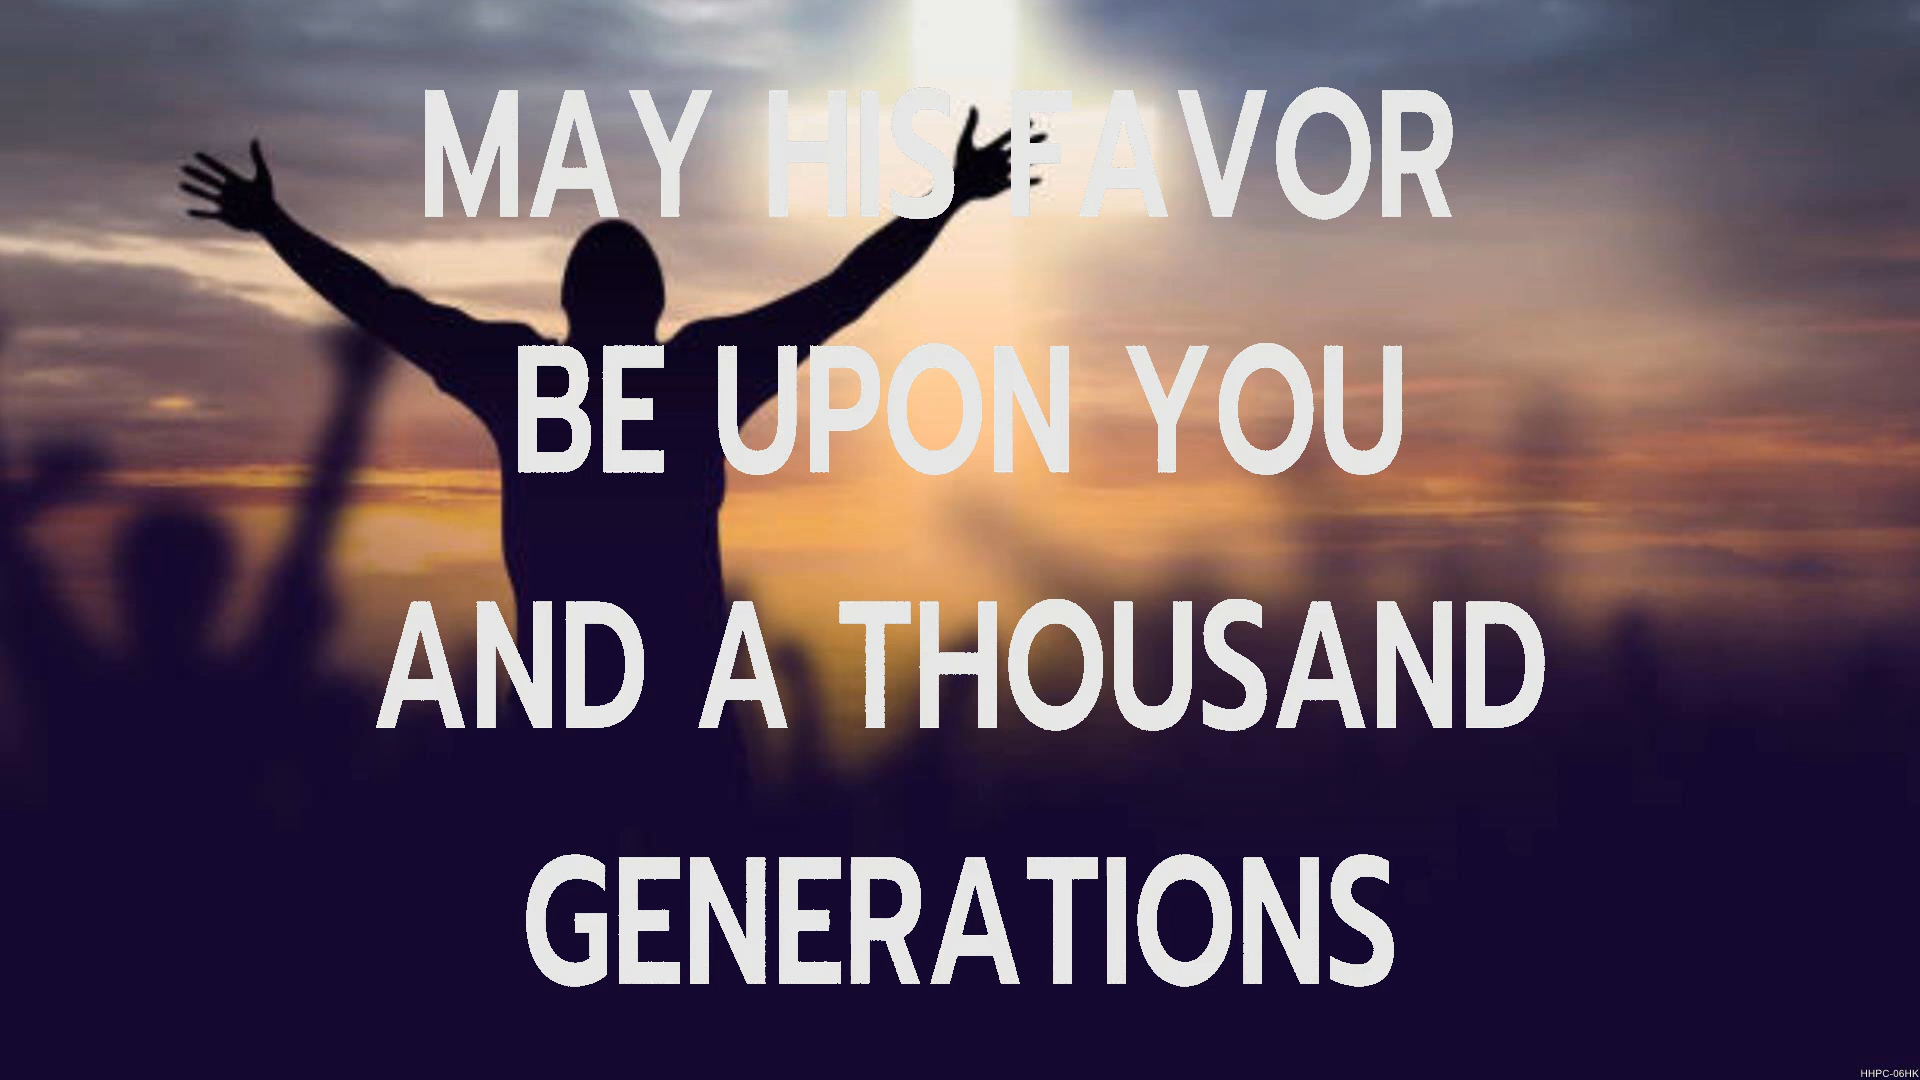 MAY HIS FAVOR
BE UPON YOU
AND A THOUSAND
GENERATIONS
HHPC-06HK